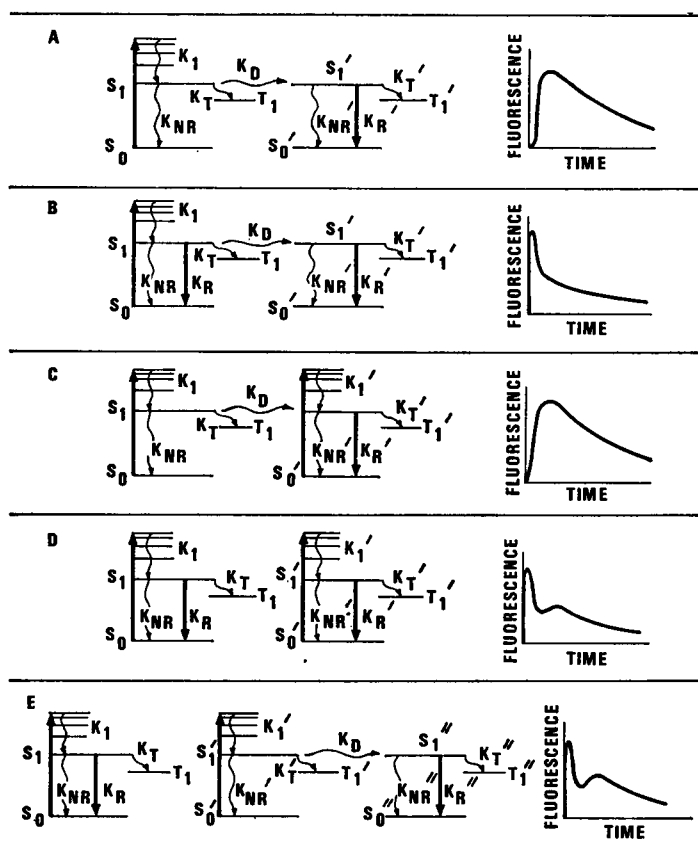 A
K1
KD
S1
S1′
KT′
KT
T1
T1′
KNR
KNR′
KR′
S0
S0′
FLUORESCENCE
TIME
B
K1
KD
S1
S1′
KT′
KT
T1
T1′
KNR
KR
KNR′
KR′
S0
S0′
FLUORESCENCE
TIME
C
K1
KD
K1′
S1
KT′
KT
T1
T1′
KNR
KNR′
KR′
S0
S0′
FLUORESCENCE
TIME
D
K1
K1′
S1
S1′
KT
KT′
T1
T1′
KNR
KR
KNR′
KR′
S0
S0′
FLUORESCENCE
TIME
E
K1
K1′
KD
S1
S1′
S1″
KT
KT′
KT″
T1
T1′
T1″
KNR
KR
KNR′
KNR″
KR″
S0
S0′
S0″
FLUORESCENCE
TIME